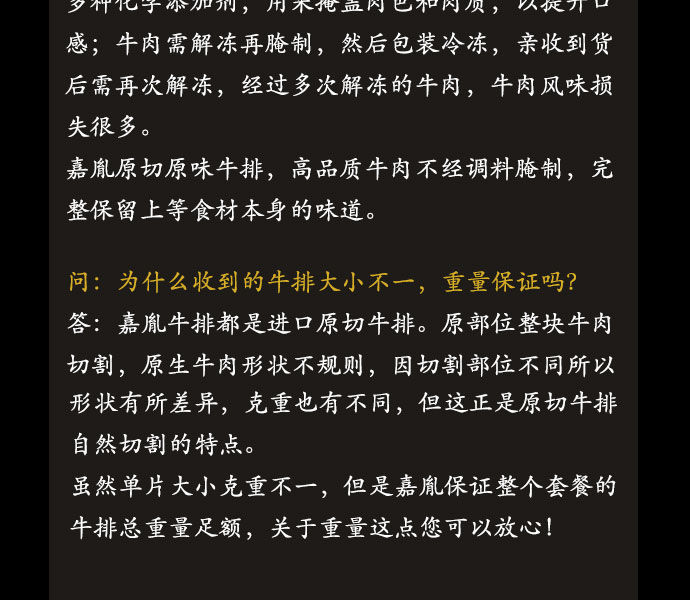 多种化学添加剂，用来掩盖肉色和肉质，以提升口
感；牛肉需解冻再腌制，然后包装冷冻，亲收到货
后需再次解冻，经过多次解冻的牛肉，牛肉风味损
失很多。
嘉胤原切原味牛排，高品质牛肉不经调料腌制，完
整保留上等食材本身的味道。
问：为什么收到的牛排大小不一，重量保证吗？
答：嘉胤牛排都是进口原切牛排。原部位整块牛肉
切割，原生牛肉形状不规则，因切割部位不同所以
形状有所差异，克重也有不同，但这正是原切牛排
自然切割的特点。
虽然单片大小克重不一，但是嘉胤保证整个套餐的
牛排总重量足额，关于重量这点您可以放心！